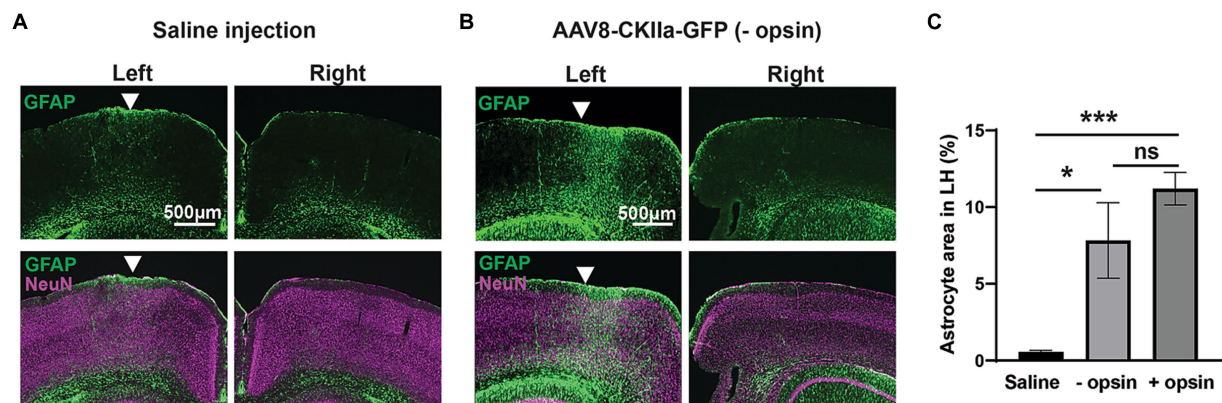 A
Saline injection
Left
Right
GFAP
500µm
GFAP
NeuN
B
AAV8-CKIIa-GFP (- opsin)
Left
Right
GFAP
500µm
GFAP
NeuN
C
Astrocyte area in LH (%)
15
10
5
0
***
*
ns
Saline
- opsin
+ opsin